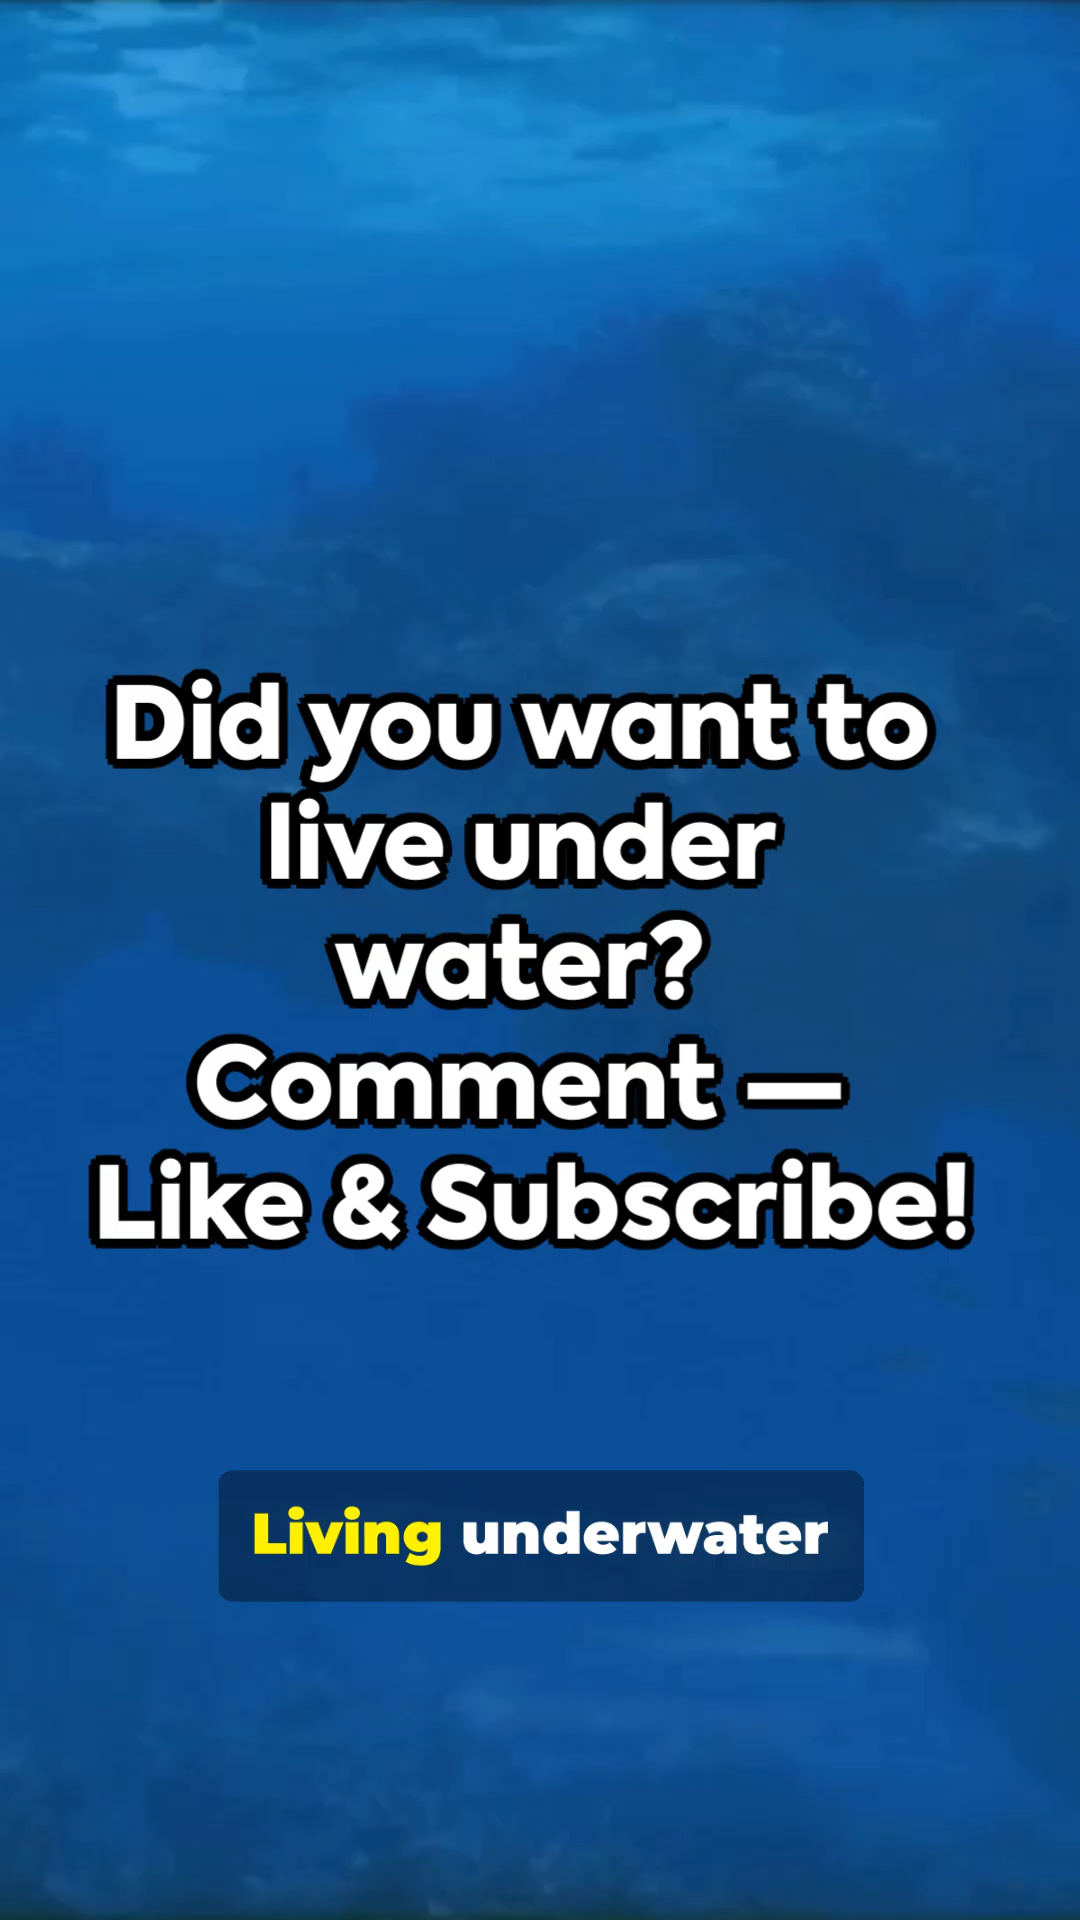 Did you want to
live under
water?
Comment —
Like & Subscribe!
Living underwater